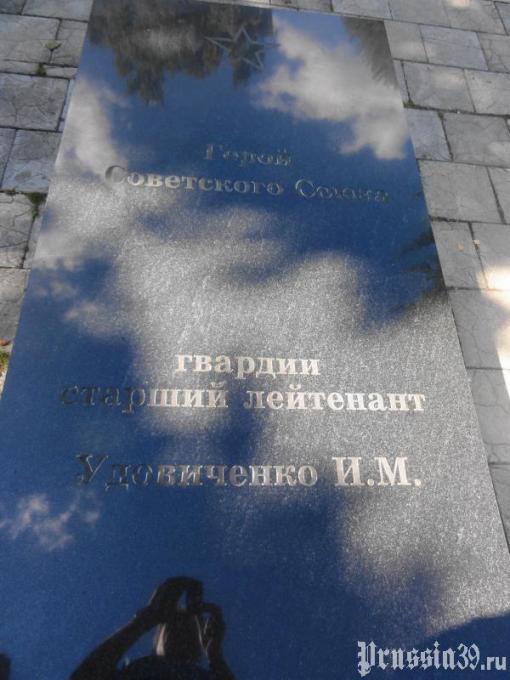 Герой
Советского Союза
гвардии
старший лейтенант
Удовиченко И.М.
Prussia39.ru